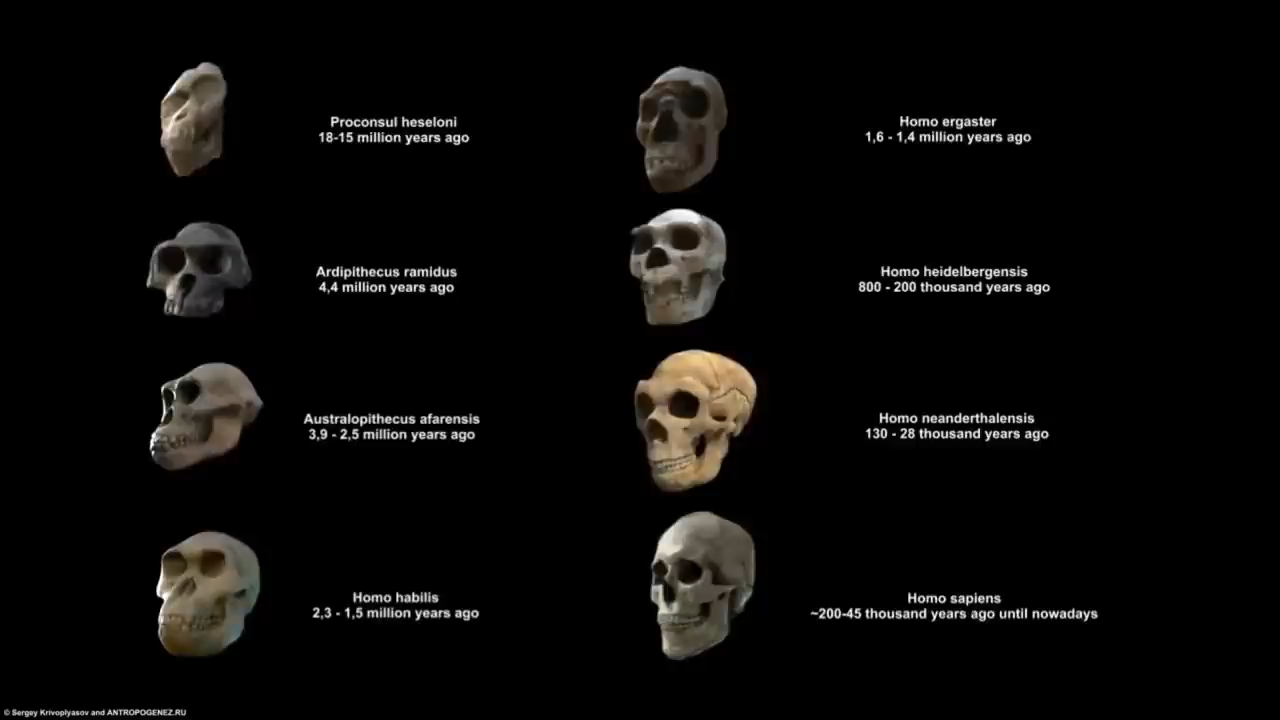 Proconsul heseloni
18-15 million years ago
Ardipithecus ramidus
4,4 million years ago
Australopithecus afarensis
3,9 - 2,5 million years ago
Homo habilis
2,3 - 1,5 million years ago
Homo ergaster
1,6 - 1,4 million years ago
Homo heidelbergensis
800 - 200 thousand years ago
Homo neanderthalensis
130 - 28 thousand years ago
Homo sapiens
~200-45 thousand years ago until nowadays
© Sergey Krivoplyasov and ANTROPOGENEZ.RU